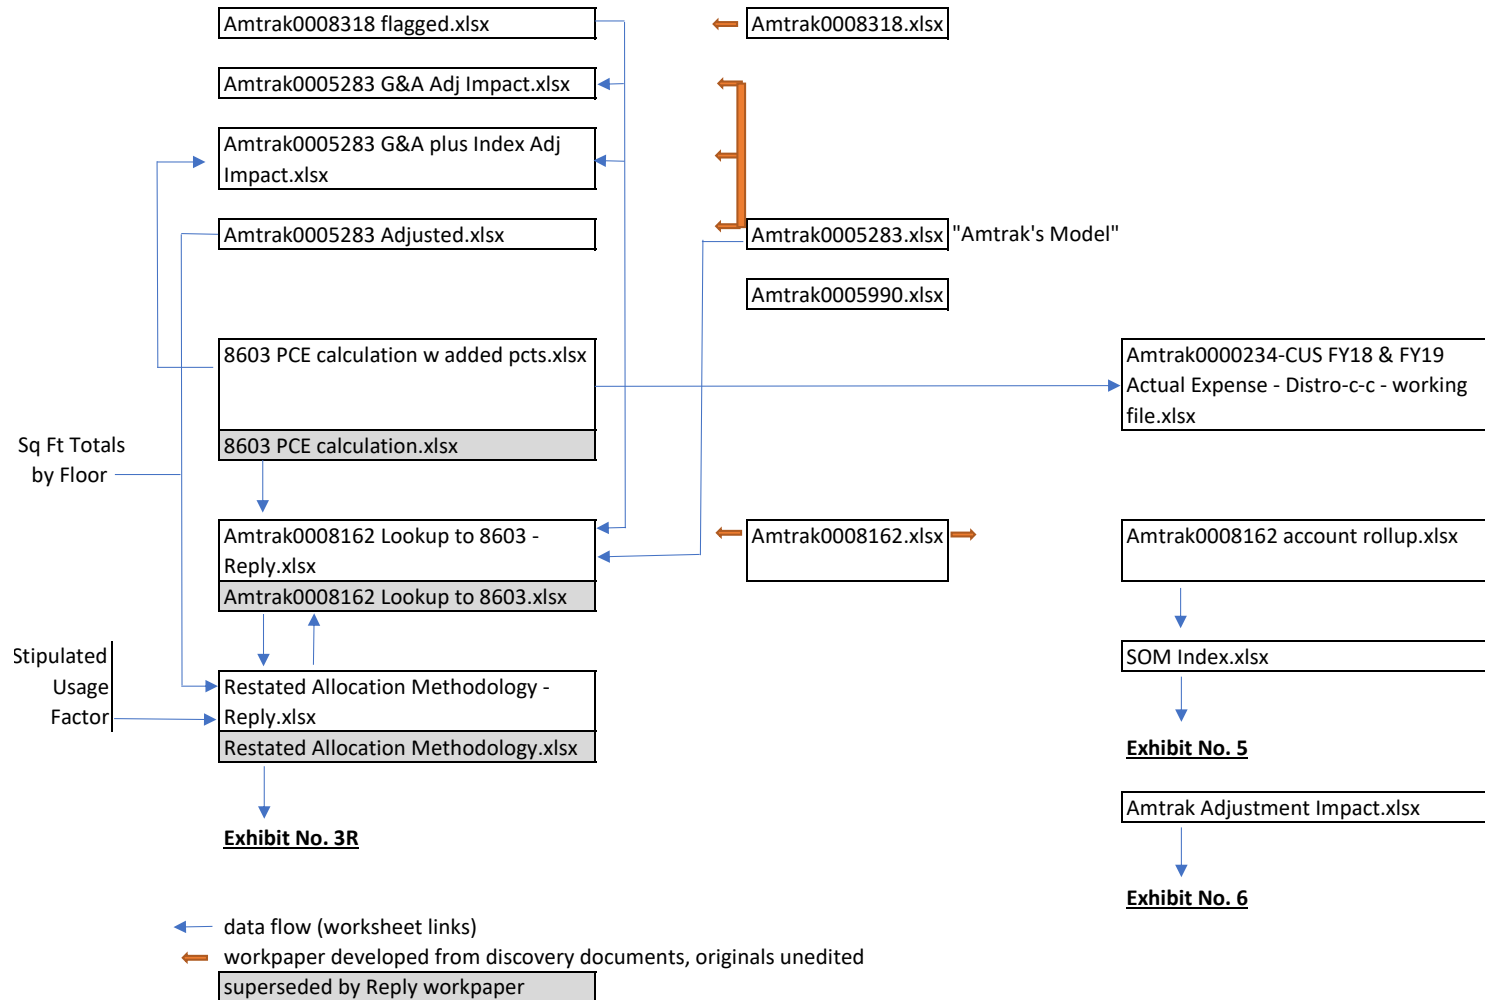 Amtrak0008318 flagged.xlsx
Amtrak0008318.xlsx
Amtrak0005283 G&A Adj Impact.xlsx
Amtrak0005283 G&A plus Index Adj
Impact.xlsx
Amtrak0005283 Adjusted.xlsx
Amtrak0005283.xlsx "Amtrak's Model"
Amtrak0005990.xlsx
8603 PCE calculation w added pcts.xlsx
Amtrak0000234-CUS FY18 & FY19
Actual Expense - Distro-c-c - working
file.xlsx
8603 PCE calculation.xlsx
Sq Ft Totals
by Floor
Amtrak0008162 Lookup to 8603 -
Reply.xlsx
Amtrak0008162.xlsx
Amtrak0008162 account rollup.xlsx
Amtrak0008162 Lookup to 8603.xlsx
SOM Index.xlsx
Stipulated
Usage
Factor
Restated Allocation Methodology -
Reply.xlsx
Restated Allocation Methodology.xlsx
Exhibit No. 5
Amtrak Adjustment Impact.xlsx
Exhibit No. 3R
Exhibit No. 6
data flow (worksheet links)
workpaper developed from discovery documents, originals unedited
superseded by Reply workpaper